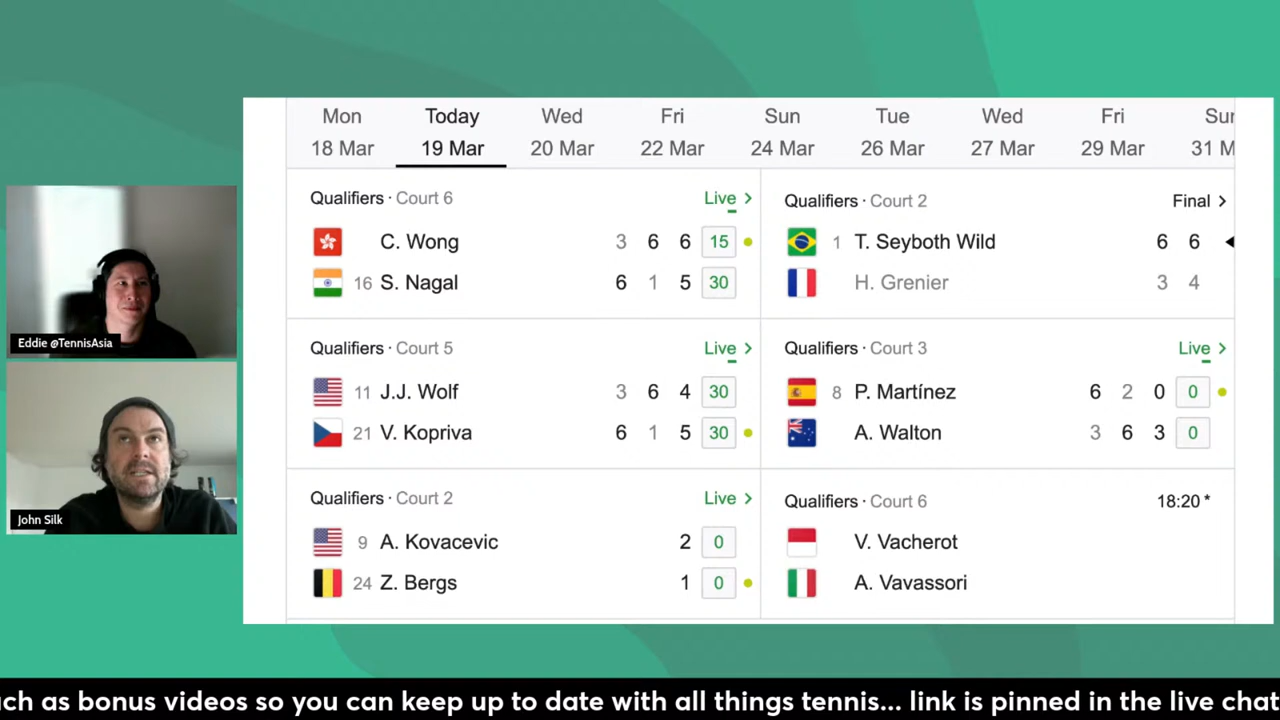 Mon Today Wed Fri Sun Tue Wed Fri Sur
18 Mar 19 Mar 20 Mar 22 Mar 24 Mar 26 Mar 27 Mar 29 Mar 31 M
Qualifiers · Court 6 Live >
C. Wong 3 6 6 15
16 S. Nagal 6 1 5 30
Qualifiers · Court 2 Final >
1 T. Seyboth Wild 6 6
H. Grenier 3 4
Qualifiers · Court 5 Live >
11 J.J. Wolf 3 6 4 30
21 V. Kopriva 6 1 5 30
Qualifiers · Court 3 Live >
8 P. Martínez 6 2 0 0
A. Walton 3 6 3 0
Qualifiers · Court 2 Live >
9 A. Kovacevic 2 0
24 Z. Bergs 1 0
Qualifiers · Court 6 18:20 *
V. Vacherot
A. Vavassori
Eddie @TennisAsia
John Silk
ch as bonus videos so you can keep up to date with all things tennis... link is pinned in the live chat